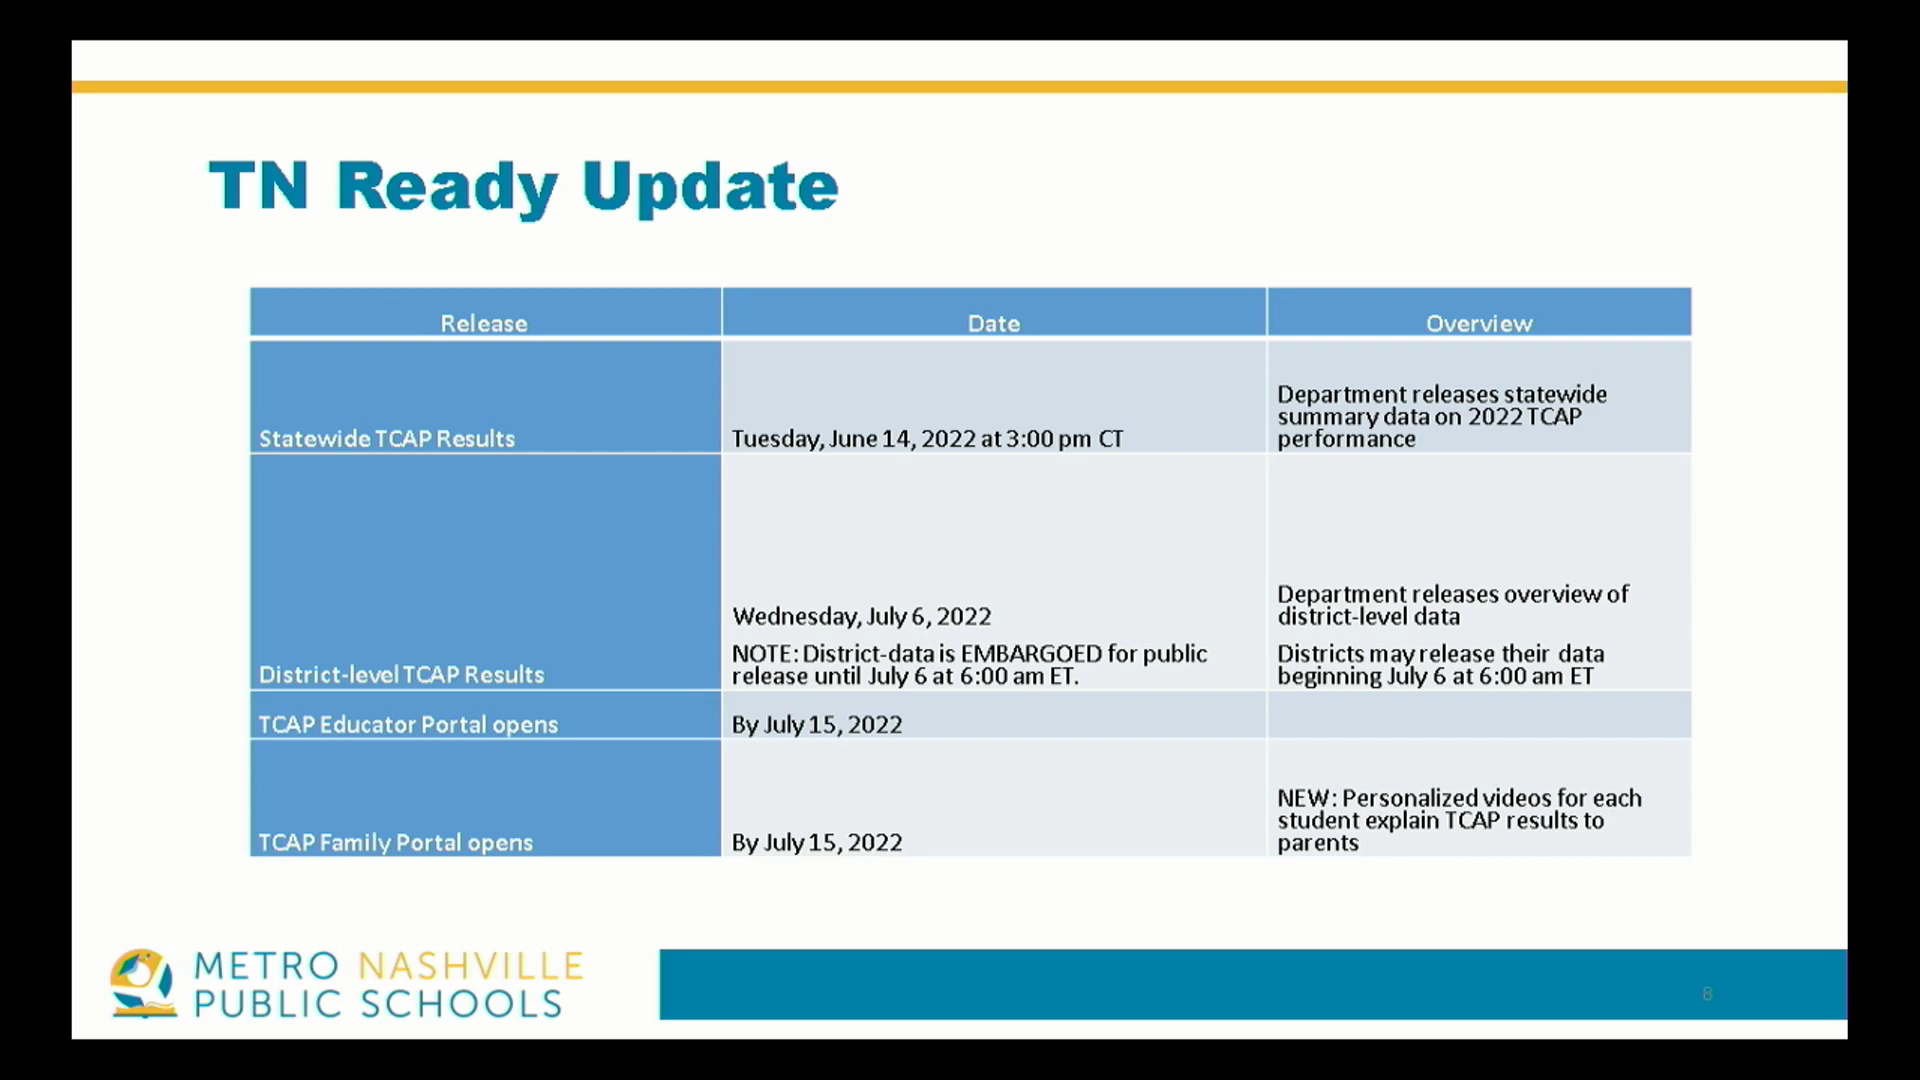 TN Ready Update
Release
Date
Overview
Statewide TCAP Results
Tuesday, June 14, 2022 at 3:00 pm CT
Department releases statewide
summary data on 2022 TCAP
performance
District-level TCAP Results
Wednesday, July 6, 2022
NOTE: District-data is EMBARGOED for public
release until July 6 at 6:00 am ET.
Department releases overview of
district-level data
Districts may release their data
beginning July 6 at 6:00 am ET
TCAP Educator Portal opens
By July 15, 2022
TCAP Family Portal opens
By July 15, 2022
NEW: Personalized videos for each
student explain TCAP results to
parents
METRO NASHVILLE
PUBLIC SCHOOLS
8